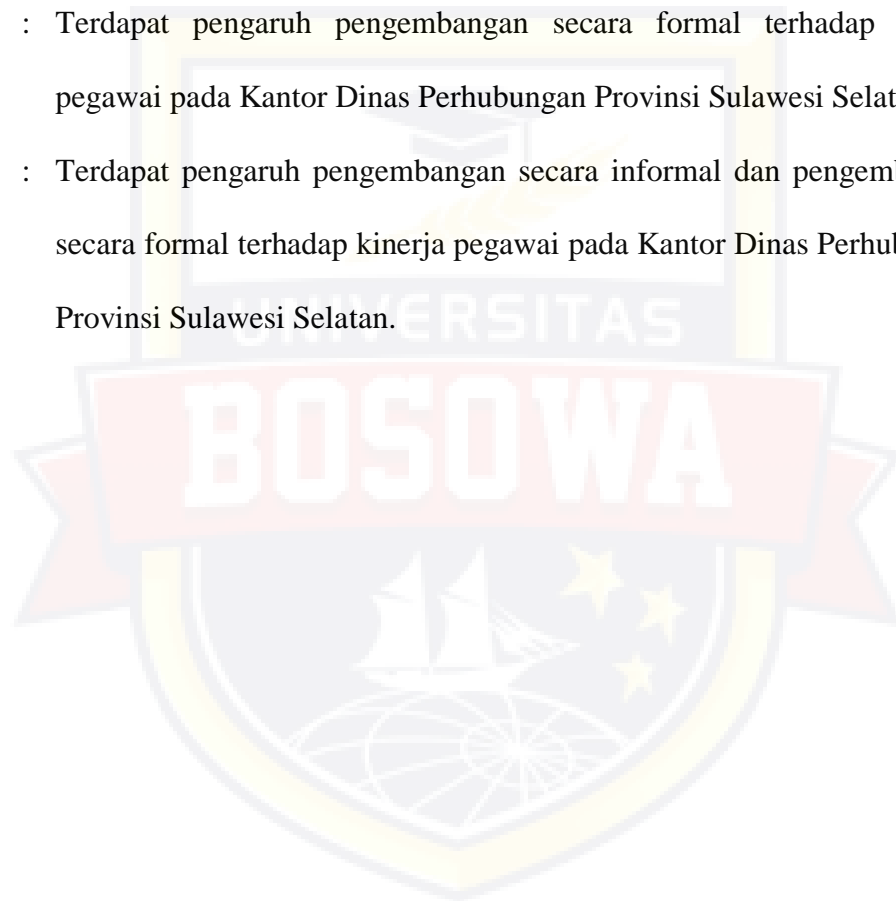 : Terdapat pengaruh pengembangan secara formal terhadap
pegawai pada Kantor Dinas Perhubungan Provinsi Sulawesi Selat
: Terdapat pengaruh pengembangan secara informal dan pengemb
secara formal terhadap kinerja pegawai pada Kantor Dinas Perhu
Provinsi Sulawesi Selatan.
UNIVERSITAS
BOSOWA